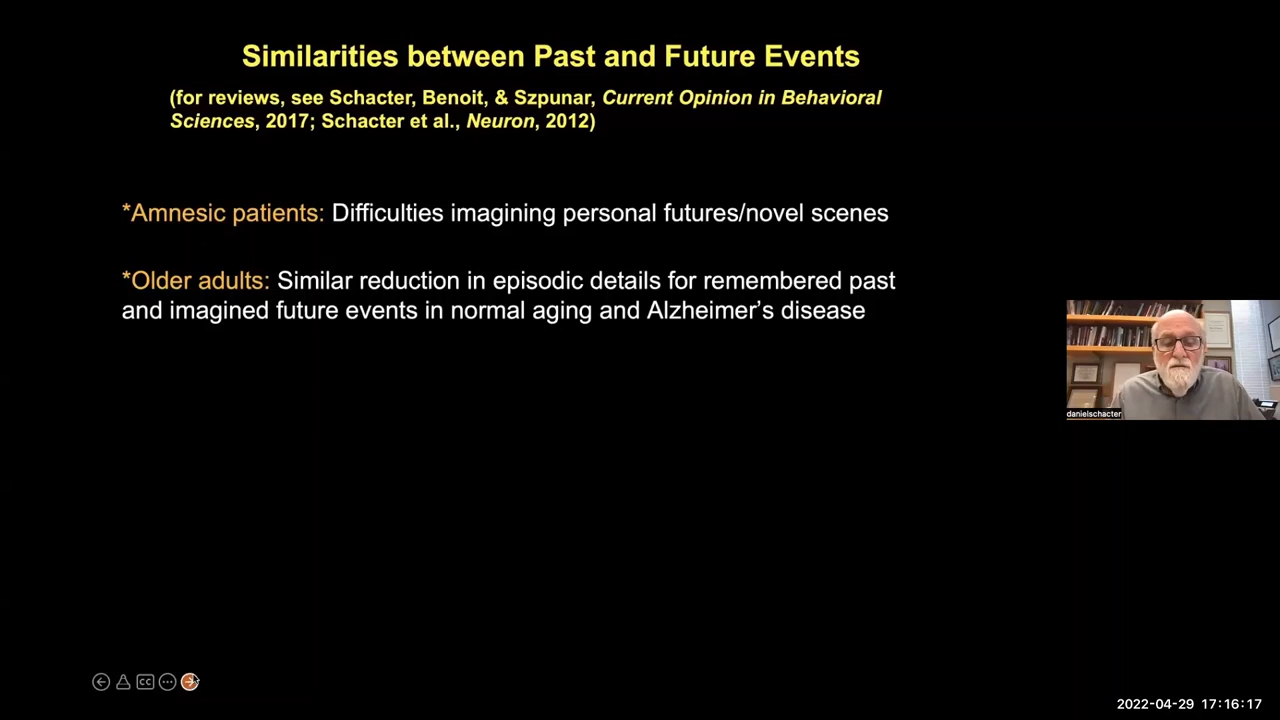 Similarities between Past and Future Events
(for reviews, see Schacter, Benoit, & Szpunar, Current Opinion in Behavioral
Sciences, 2017; Schacter et al., Neuron, 2012)
*Amnesic patients: Difficulties imagining personal futures/novel scenes
*Older adults: Similar reduction in episodic details for remembered past
and imagined future events in normal aging and Alzheimer’s disease
danielschacter
CC
2022-04-29 17:16:17